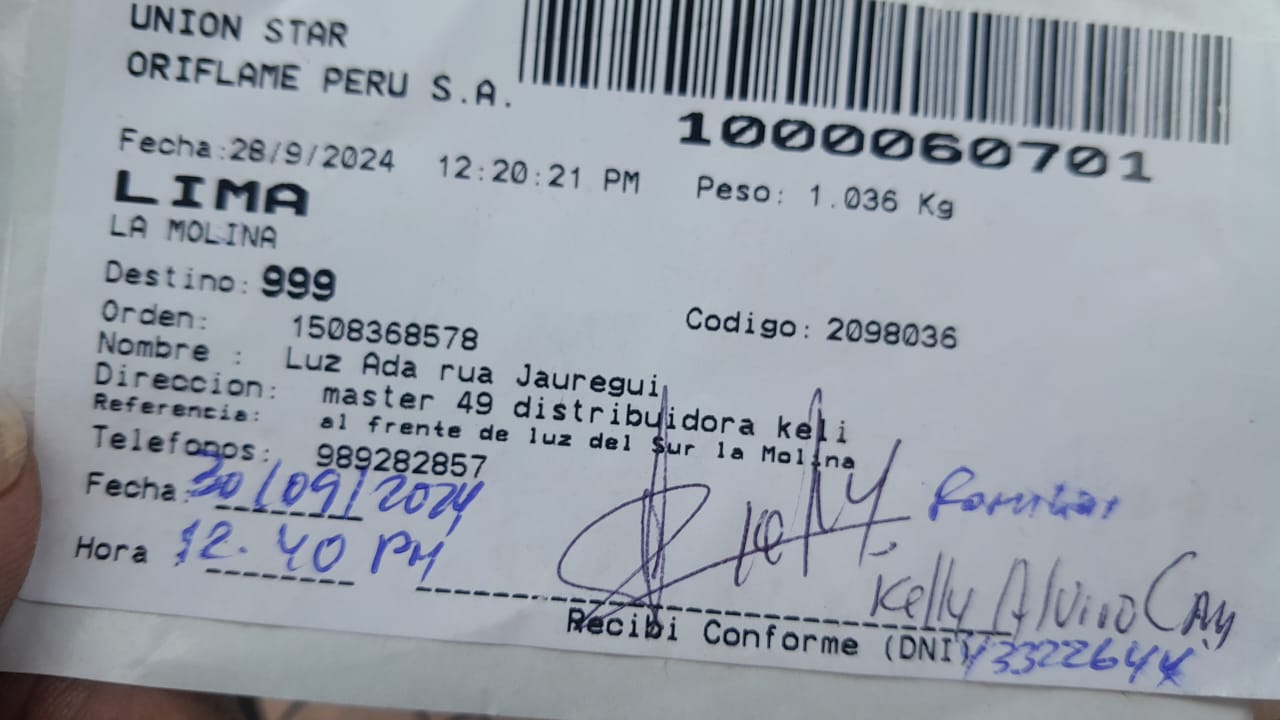 UNION STAR
ORIFLAME PERU S.A.
1000060701
Fecha:28/9/2024 12:20:21 PM Peso: 1.036 Kg
LIMA
LA MOLINA
Destino: 999
Orden: 1508368578 Codigo: 2098036
Nombre : Luz Ada rua Jauregui
Direccion: master 49 distribuidora keli
Referencia: al frente de luz del Sur la Molina
Telefonos: 989282857
Fecha: 30/09/2024
Kelly Familiar
Hora 12:40 PM
Kelly Alvino
Recibi Conforme (DNI)